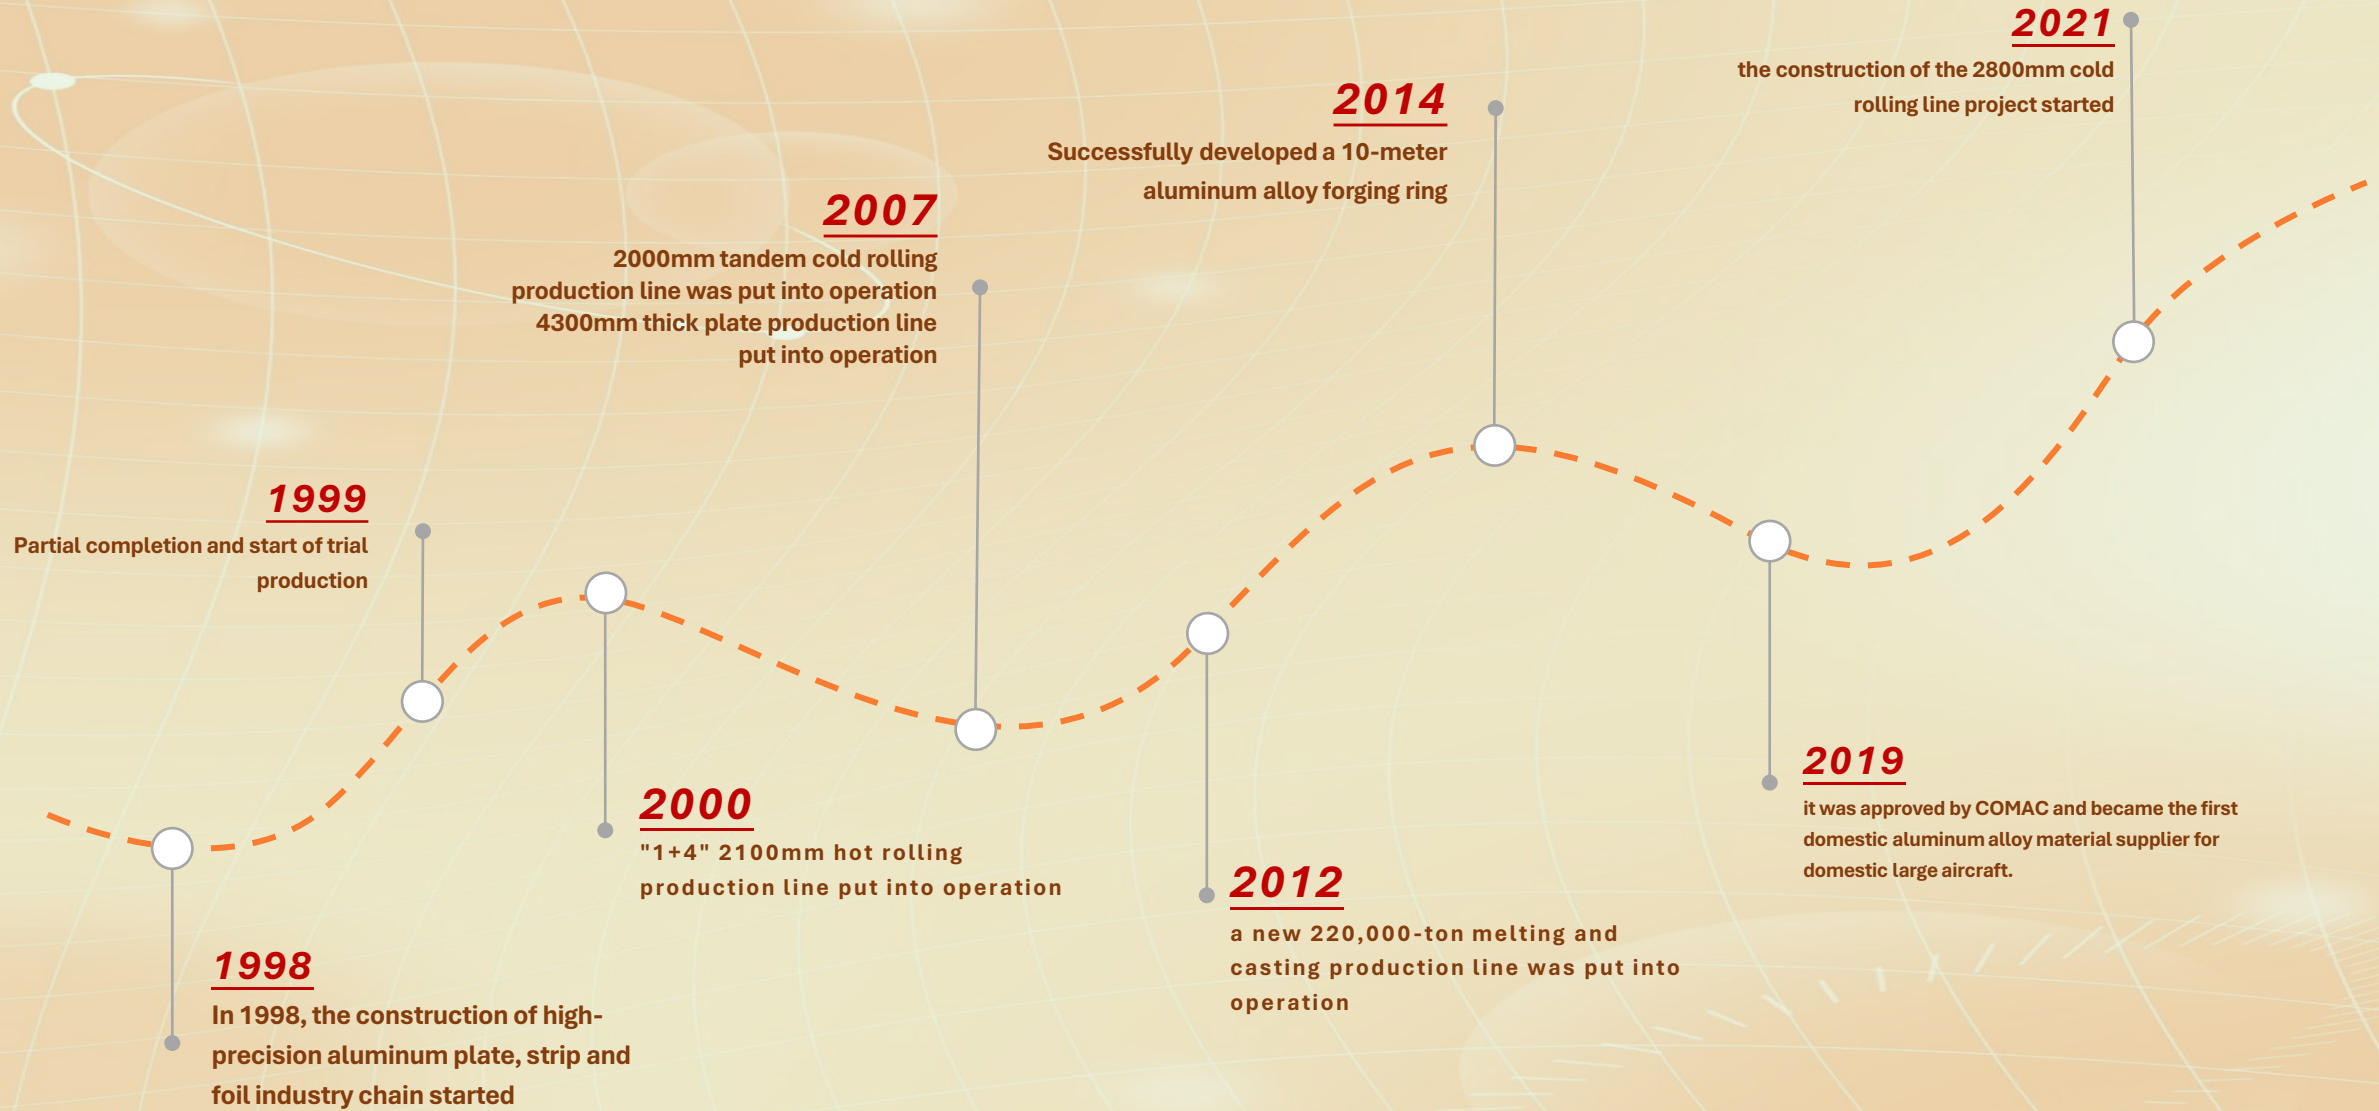 1998
In 1998, the construction of high-
precision aluminum plate, strip and
foil industry chain started
1999
Partial completion and start of trial
production
2000
"1+4" 2100mm hot rolling
production line put into operation
2007
2000mm tandem cold rolling
production line was put into operation
4300mm thick plate production line
put into operation
2012
a new 220,000-ton melting and
casting production line was put into
operation
2014
Successfully developed a 10-meter
aluminum alloy forging ring
2019
it was approved by COMAC and became the first
domestic aluminum alloy material supplier for
domestic large aircraft.
2021
the construction of the 2800mm cold
rolling line project started